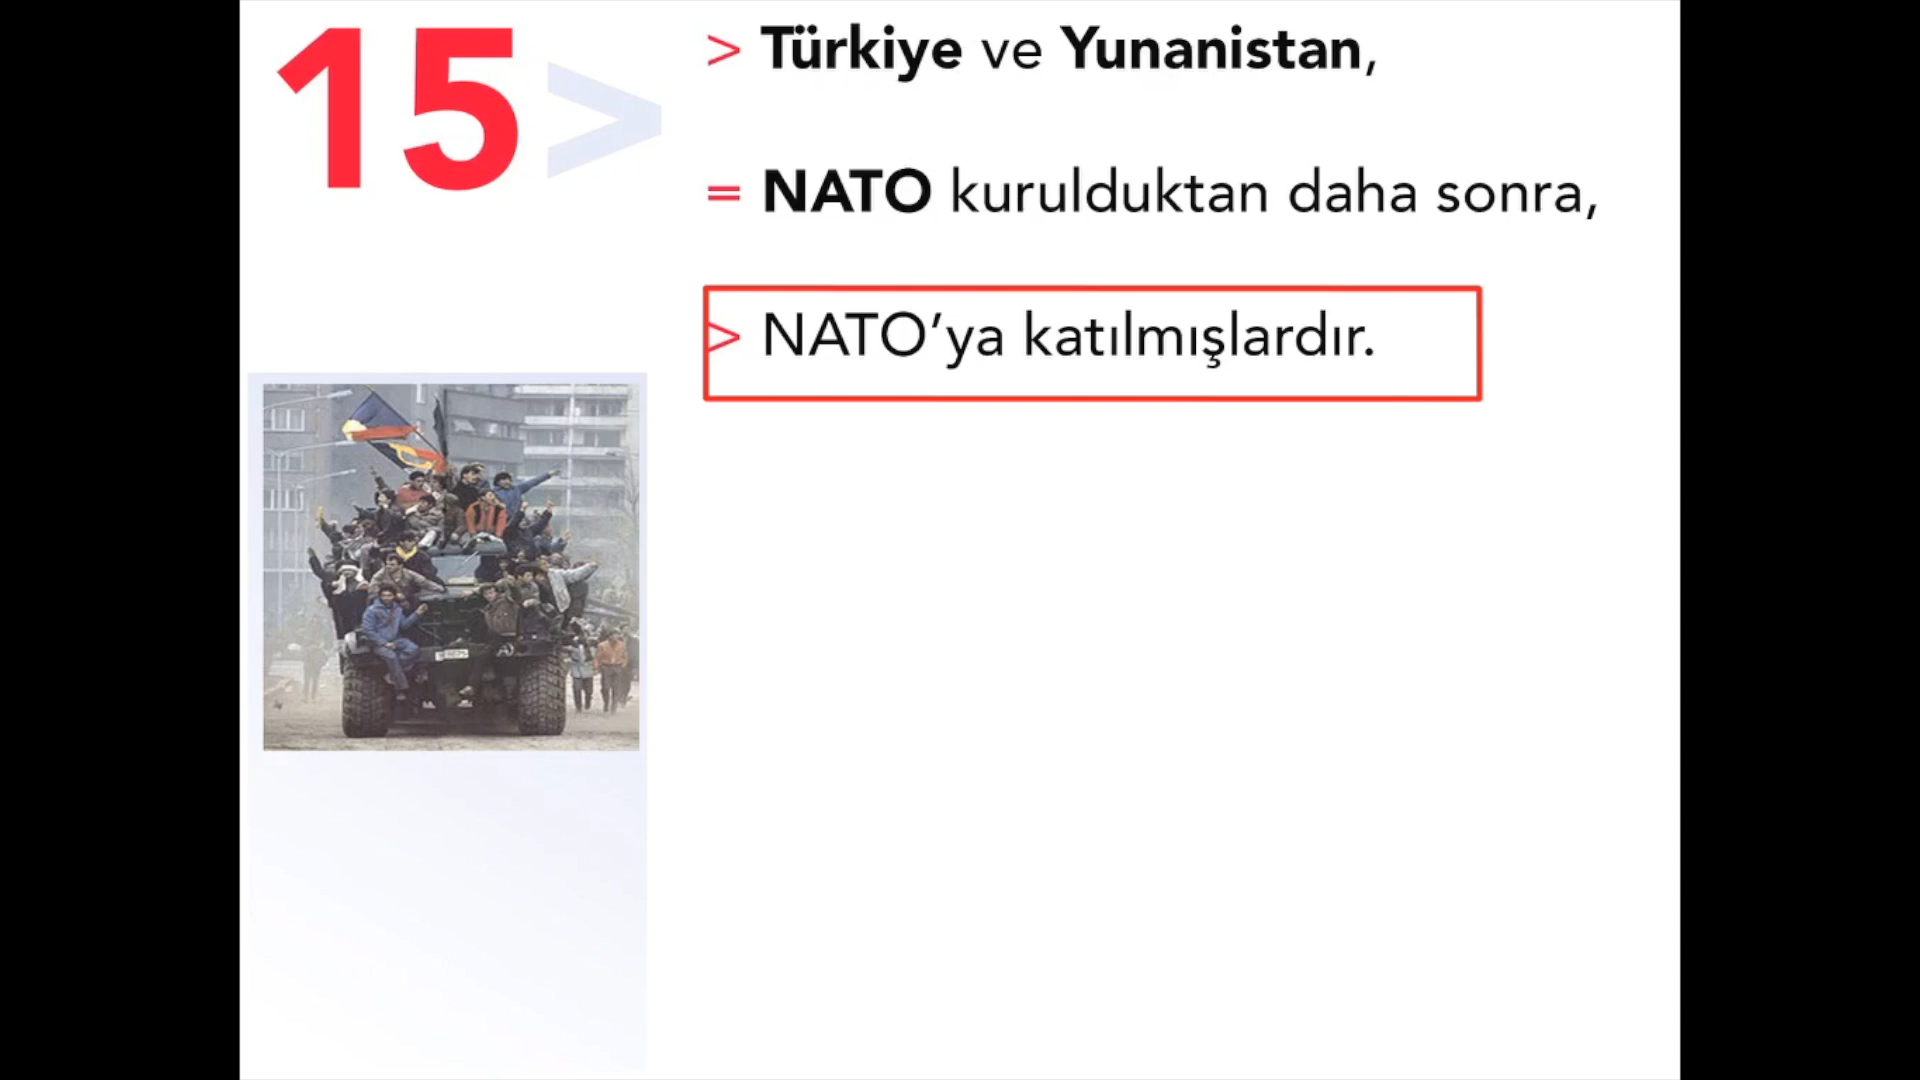 15>
> Türkiye ve Yunanistan,
= NATO kurulduktan daha sonra,
> NATO’ya katılmışlardır.